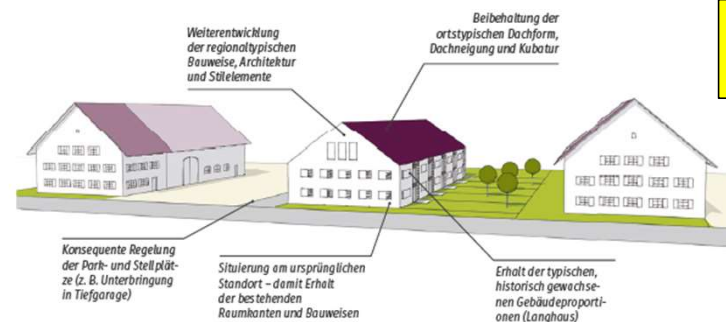 Weiterentwicklung
der regionaltypischen
Bauweise, Architektur
und Stilelemente
Beibehaltung der
ortstypischen Dachform,
Dachneigung und Kubatur
Konsequente Regelung
der Park- und Stellplät-
ze (z. B. Unterbringung
in Tiefgarage)
Situierung am ursprünglichen
Standort – damit Erhalt
der bestehenden
Raumkanten und Bauweisen
Erhalt der typischen,
historisch gewachse-
nen Gebäudeproporti-
onen (Langhaus)